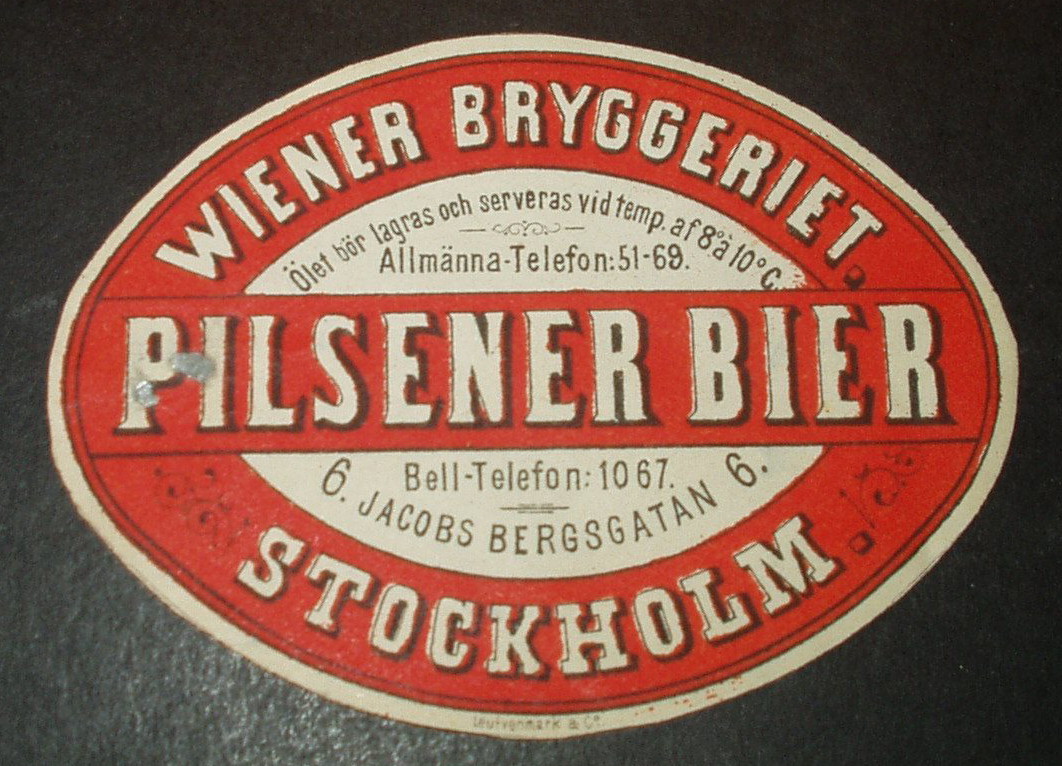 WIENER BRYGGERIET.
Ölet bör lagras och serveras vid temp. af 8° à 10° C.
Allmänna-Telefon: 51-69.
PILSENER BIER
Bell-Telefon: 1067.
6. JACOBS BERGSGATAN 6.
STOCKHOLM.
& Co.